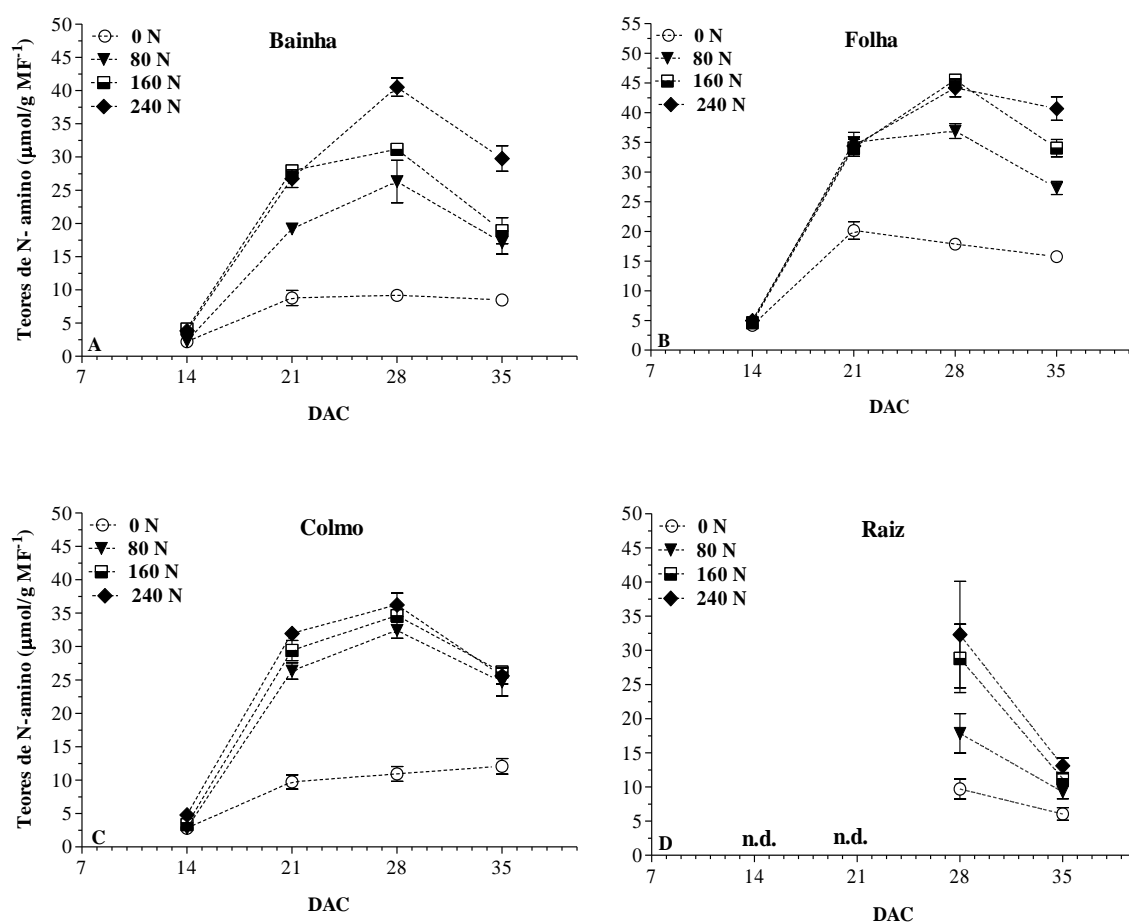 Bainha
0 N
80 N
160 N
240 N
Teores de N- amino (µmol/g MF⁻¹)
50
45
40
35
30
25
20
15
10
5
0
A
7 14 21 28 35
DAC
Folha
0 N
80 N
160 N
240 N
55
50
45
40
35
30
25
20
15
10
5
0
B
7 14 21 28 35
DAC
Colmo
0 N
80 N
160 N
240 N
Teores de N-amino (µmol/g MF⁻¹)
50
45
40
35
30
25
20
15
10
5
0
C
7 14 21 28 35
DAC
Raiz
0 N
80 N
160 N
240 N
50
45
40
35
30
25
20
15
10
5
0
D
n.d. n.d.
7 14 21 28 35
DAC